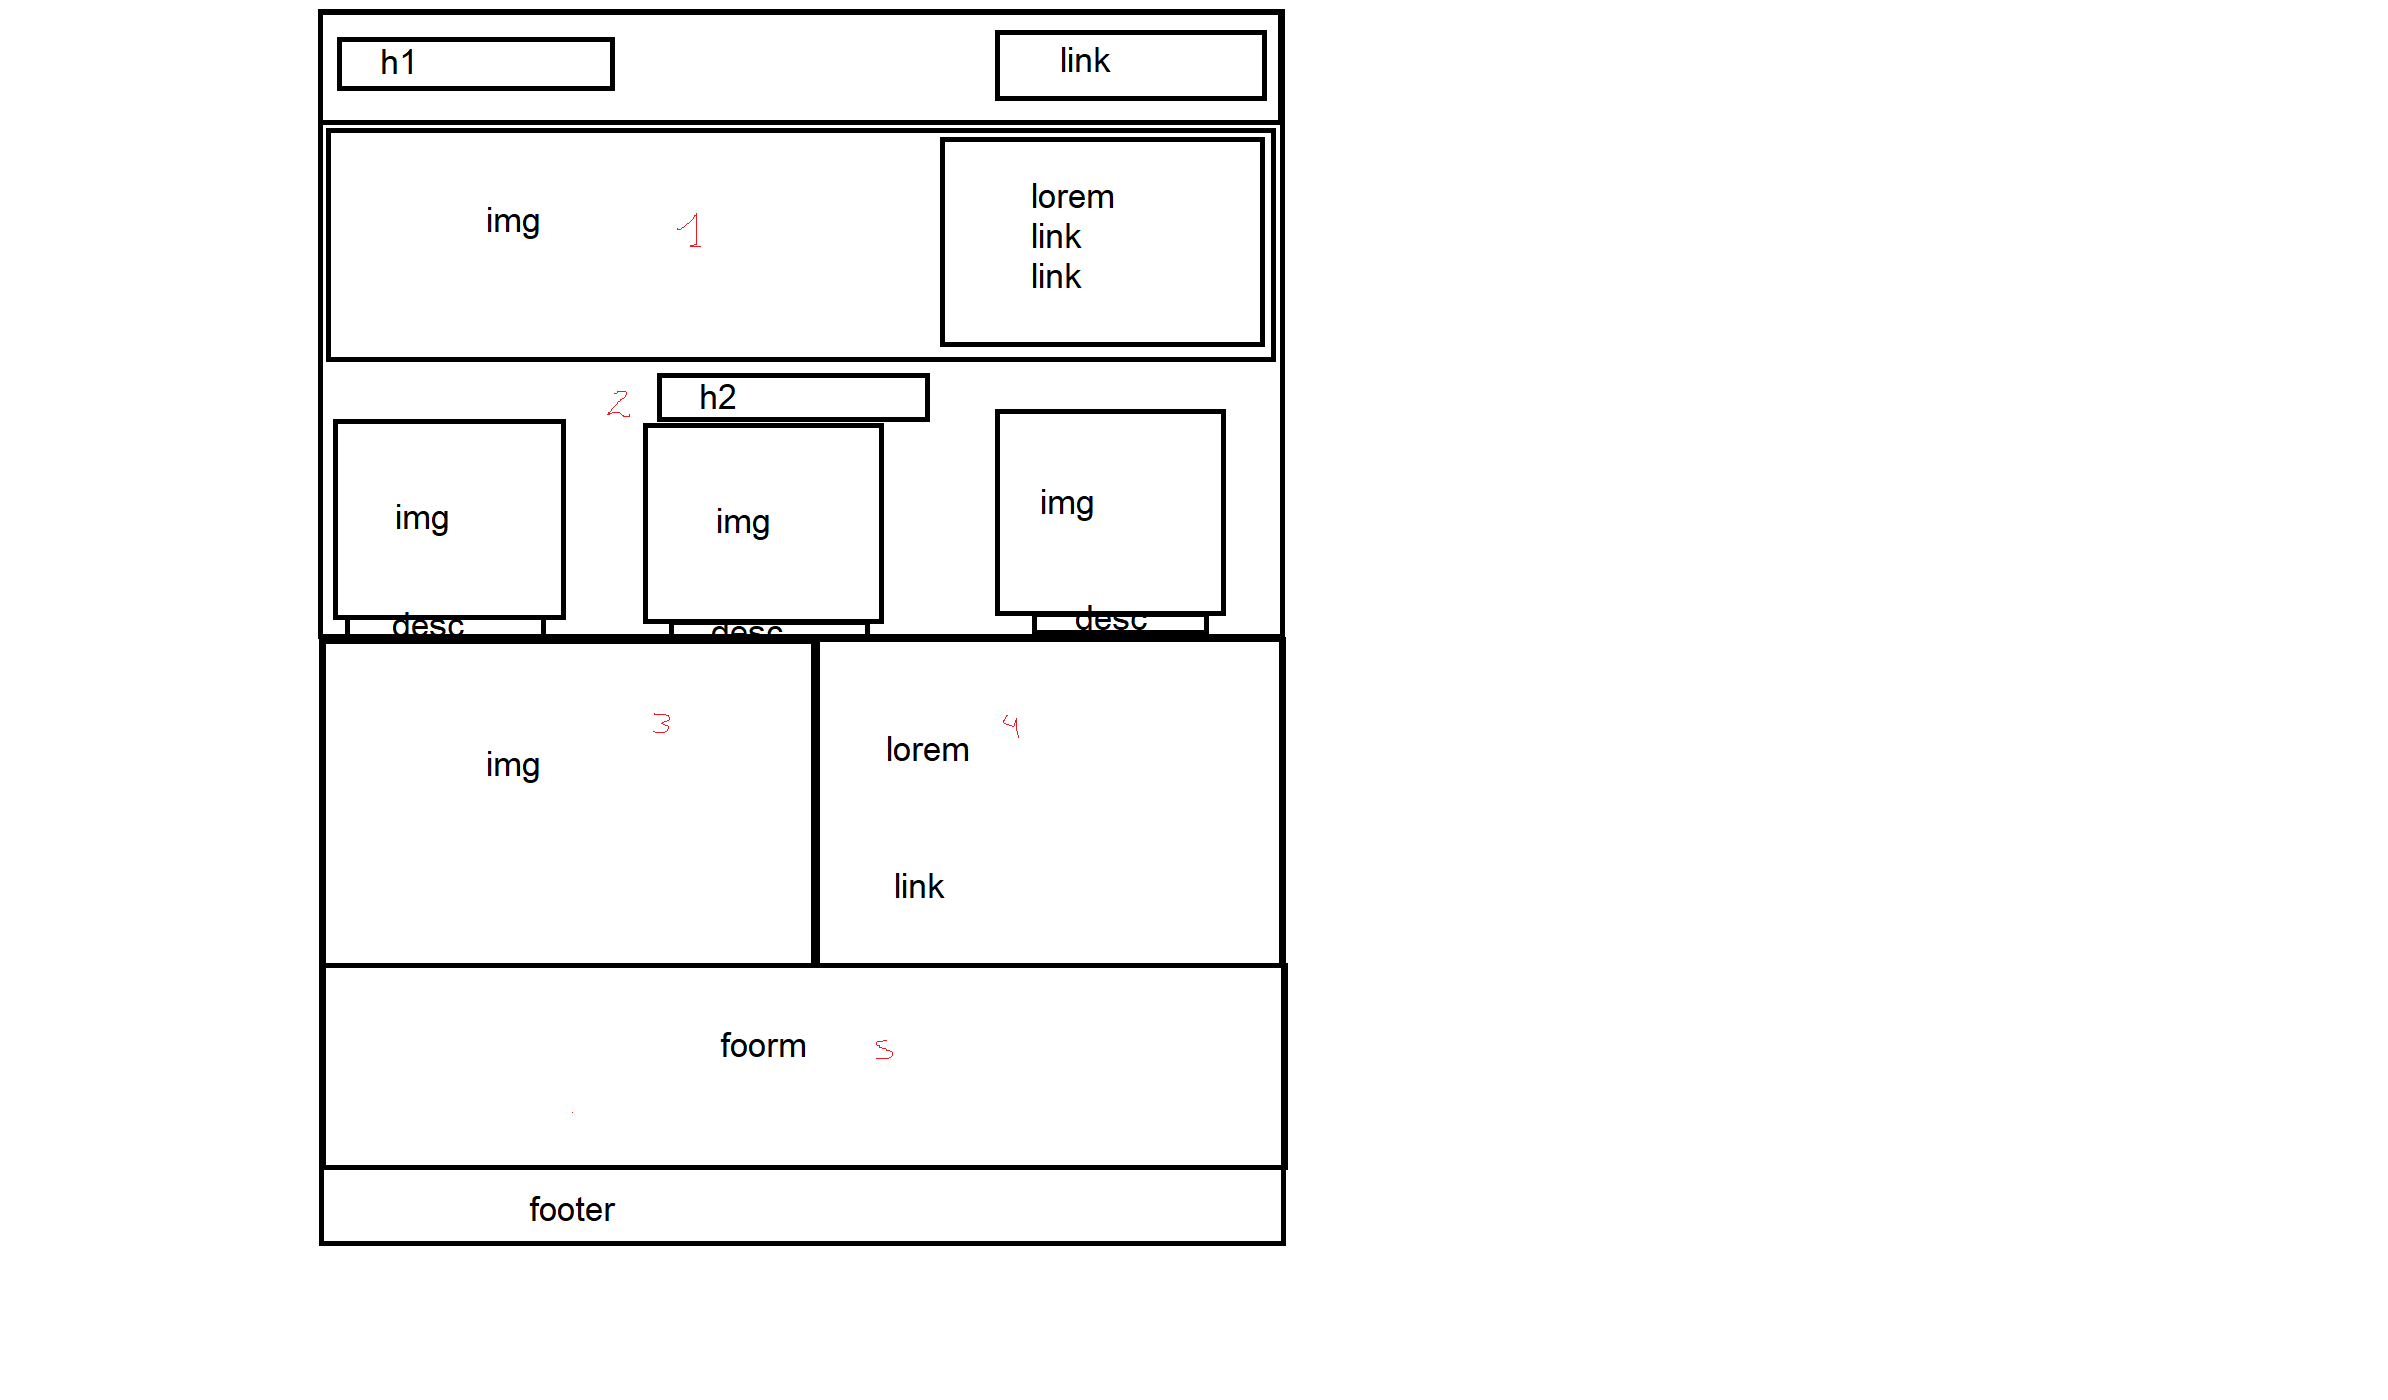 h1
link
img 1
lorem
link
link
2 h2
img
img
img
desc
desc
desc
img 3
lorem 4
link
foorm 5
footer